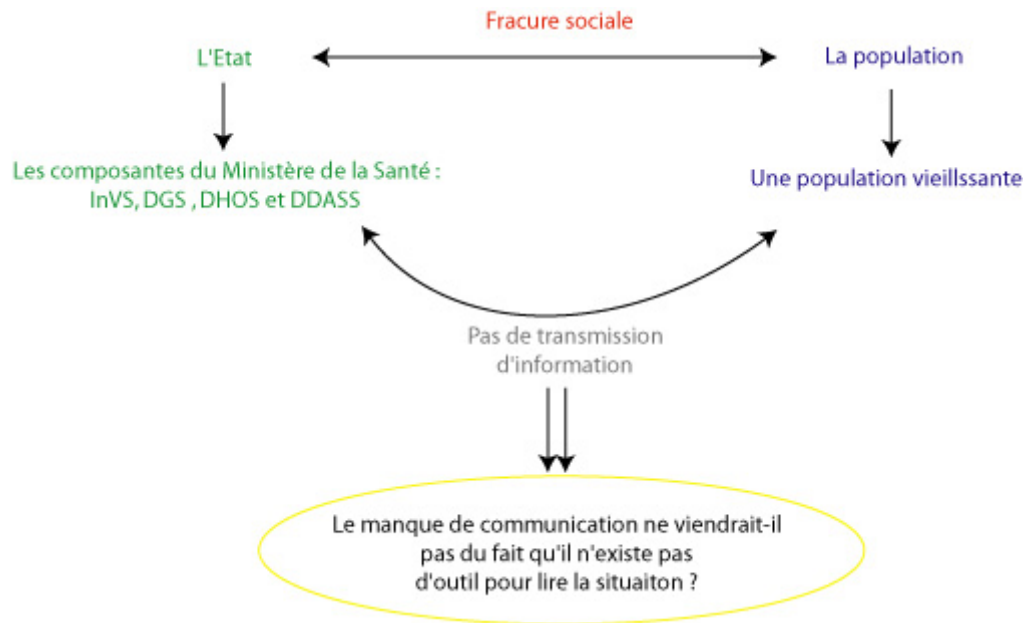 Fracure sociale
L'Etat
La population
Les composantes du Ministère de la Santé :
InVS, DGS , DHOS et DDASS
Une population vieillssante
Pas de transmission
d'information
Le manque de communication ne viendrait-il
pas du fait qu'il n'existe pas
d'outil pour lire la situaiton ?